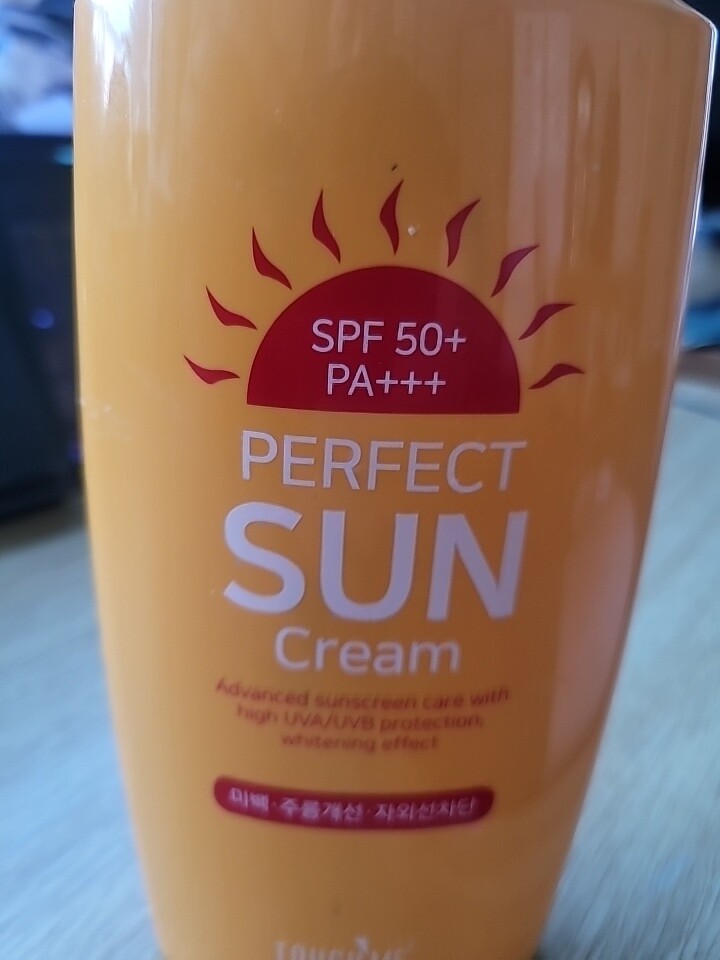 SPF 50+
PA+++
PERFECT
SUN
Cream
Advanced sunscreen care with
high UVA/UVB protection,
whitening effect
미백·주름개선·자외선차단